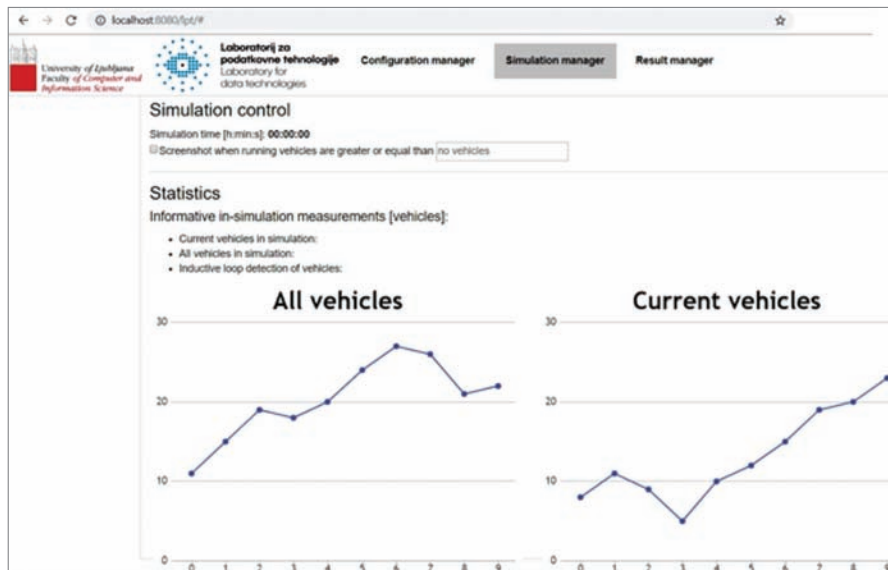 localhost:8080/lpt/#
University of Ljubljana
Faculty of Computer and
Information Science
Laboratorij za
podatkovne tehnologije
Laboratory for
data technologies
Configuration manager
Simulation manager
Result manager
Simulation control
Simulation time [h:min:s]: 00:00:00
Screenshot when running vehicles are greater or equal than no vehicles
Statistics
Informative in-simulation measurements [vehicles]:
• Current vehicles in simulation:
• All vehicles in simulation:
• Inductive loop detection of vehicles:
All vehicles
30
20
10
0
0 1 2 3 4 5 6 7 8 9
Current vehicles
30
20
10
0
0 1 2 3 4 5 6 7 8 9